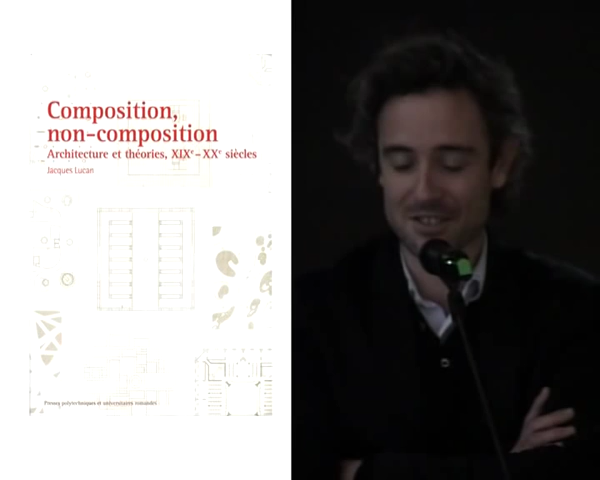 Composition,
non-composition
Architecture et théories, XIXe – XXe siècles
Jacques Lucan
Presses polytechniques et universitaires romandes